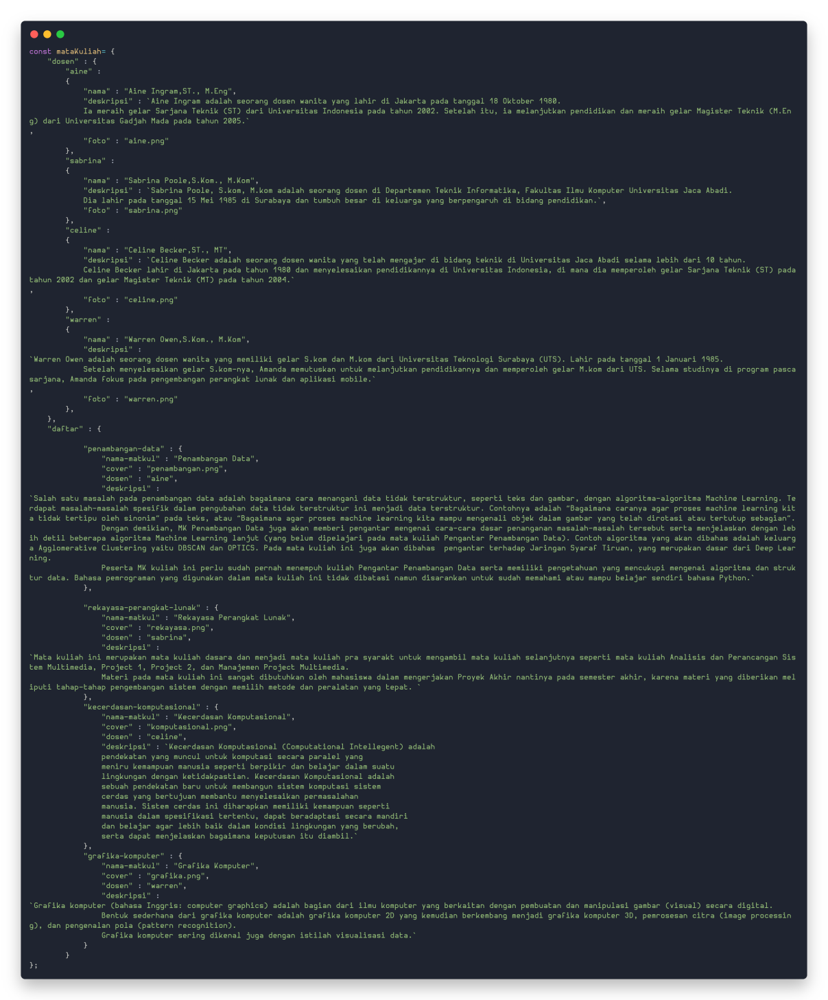 const mataKuliah= {
"dosen" : {
"aine" :
{
"nama" : "Aine Ingram,ST., M.Eng",
"deskripsi" : `Aine Ingram adalah seorang dosen wanita yang lahir di Jakarta pada tanggal 18 Oktober 1980.
Ia meraih gelar Sarjana Teknik (ST) dari Universitas Indonesia pada tahun 2002. Setelah itu, ia melanjutkan pendidikan dan meraih gelar Magister Teknik (M.En
g) dari Universitas Gadjah Mada pada tahun 2005.`
,
"foto" : "aine.png"
},
"sabrina" :
{
"nama" : "Sabrina Poole,S.Kom., M.Kom",
"deskripsi" : `Sabrina Poole, S.kom, M.kom adalah seorang dosen di Departemen Teknik Informatika, Fakultas Ilmu Komputer Universitas Jaca Abadi.
Dia lahir pada tanggal 15 Mei 1985 di Surabaya dan tumbuh besar di keluarga yang berpengaruh di bidang pendidikan.`,
"foto" : "sabrina.png"
},
"celine" :
{
"nama" : "Celine Becker,ST., MT",
"deskripsi" : `Celine Becker adalah seorang dosen wanita yang telah mengajar di bidang teknik di Universitas Jaca Abadi selama lebih dari 10 tahun.
Celine Becker lahir di Jakarta pada tahun 1980 dan menyelesaikan pendidikannya di Universitas Indonesia, di mana dia memperoleh gelar Sarjana Teknik (ST) pada
tahun 2002 dan gelar Magister Teknik (MT) pada tahun 2004.`
,
"foto" : "celine.png"
},
"warren" :
{
"nama" : "Warren Owen,S.Kom., M.Kom",
"deskripsi" :
`Warren Owen adalah seorang dosen wanita yang memiliki gelar S.kom dan M.kom dari Universitas Teknologi Surabaya (UTS). Lahir pada tanggal 1 Januari 1985.
Setelah menyelesaikan gelar S.kom-nya, Amanda memutuskan untuk melanjutkan pendidikannya dan memperoleh gelar M.kom dari UTS. Selama studinya di program pasca
sarjana, Amanda fokus pada pengembangan perangkat lunak dan aplikasi mobile.`
,
"foto" : "warren.png"
},
},
"daftar" : {
"penambangan-data" : {
"nama-matkul" : "Penambangan Data",
"cover" : "penambangan.png",
"dosen" : "aine",
"deskripsi" :
`Salah satu masalah pada penambangan data adalah bagaimana cara menangani data tidak terstruktur, seperti teks dan gambar, dengan algoritma-algoritma Machine Learning. Te
rdapat masalah-masalah spesifik dalam pengubahan data tidak terstruktur ini menjadi data terstruktur. Contohnya adalah “Bagaimana caranya agar proses machine learning kit
a tidak tertipu oleh sinonim” pada teks, atau “Bagaimana agar proses machine learning kita mampu mengenali objek dalam gambar yang telah dirotasi atau tertutup sebagian”.
Dengan demikian, MK Penambangan Data juga akan memberi pengantar mengenai cara-cara dasar penanganan masalah-masalah tersebut serta menjelaskan dengan leb
ih detil beberapa algoritma Machine Learning lanjut (yang belum dipelajari pada mata kuliah Pengantar Penambangan Data). Contoh algoritma yang akan dibahas adalah keluarg
a Agglomerative Clustering yaitu DBSCAN dan OPTICS. Pada mata kuliah ini juga akan dibahas  pengantar terhadap Jaringan Syaraf Tiruan, yang merupakan dasar dari Deep Lear
ning.
Peserta MK kuliah ini perlu sudah pernah menempuh kuliah Pengantar Penambangan Data serta memiliki pengetahuan yang mencukupi mengenai algoritma dan struk
tur data. Bahasa pemrograman yang digunakan dalam mata kuliah ini tidak dibatasi namun disarankan untuk sudah memahami atau mampu belajar sendiri bahasa Python.`
},
"rekayasa-perangkat-lunak" : {
"nama-matkul" : "Rekayasa Perangkat Lunak",
"cover" : "rekayasa.png",
"dosen" : "sabrina",
"deskripsi" :
`Mata kuliah ini merupakan mata kuliah dasara dan menjadi mata kuliah pra syarakt untuk mengambil mata kuliah selanjutnya seperti mata kuliah Analisis dan Perancangan Sis
tem Multimedia, Project 1, Project 2, dan Manajemen Project Multimedia.
Materi pada mata kuliah ini sangat dibutuhkan oleh mahasiswa dalam mengerjakan Proyek Akhir nantinya pada semester akhir, karena materi yang diberikan mel
iputi tahap-tahap pengembangan sistem dengan memilih metode dan peralatan yang tepat. `
},
"kecerdasan-komputasional" : {
"nama-matkul" : "Kecerdasan Komputasional",
"cover" : "komputasional.png",
"dosen" : "celine",
"deskripsi" : `Kecerdasan Komputasional (Computational Intellegent) adalah
pendekatan yang muncul untuk komputasi secara paralel yang
meniru kemampuan manusia seperti berpikir dan belajar dalam suatu
lingkungan dengan ketidakpastian. Kecerdasan Komputasional adalah
sebuah pendekatan baru untuk membangun sistem komputasi sistem
cerdas yang bertujuan membantu menyelesaikan permasalahan
manusia. Sistem cerdas ini diharapkan memiliki kemampuan seperti
manusia dalam spesifikasi tertentu, dapat beradaptasi secara mandiri
dan belajar agar lebih baik dalam kondisi lingkungan yang berubah,
serta dapat menjelaskan bagaimana keputusan itu diambil.`
},
"grafika-komputer" : {
"nama-matkul" : "Grafika Komputer",
"cover" : "grafika.png",
"dosen" : "warren",
"deskripsi" :
`Grafika komputer (bahasa Inggris: computer graphics) adalah bagian dari ilmu komputer yang berkaitan dengan pembuatan dan manipulasi gambar (visual) secara digital.
Bentuk sederhana dari grafika komputer adalah grafika komputer 2D yang kemudian berkembang menjadi grafika komputer 3D, pemrosesan citra (image processin
g), dan pengenalan pola (pattern recognition).
Grafika komputer sering dikenal juga dengan istilah visualisasi data.`
}
}
};